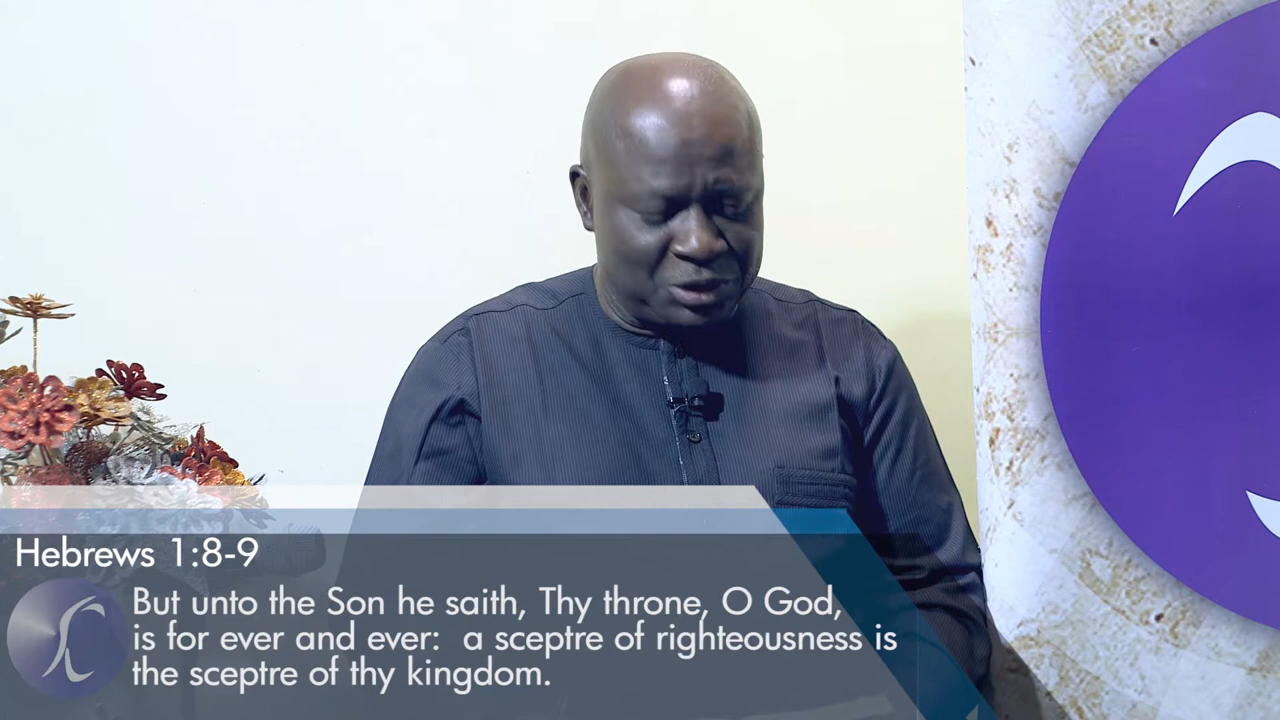 Hebrews 1:8-9
But unto the Son he saith, Thy throne, O God,
is for ever and ever:  a sceptre of righteousness is
the sceptre of thy kingdom.